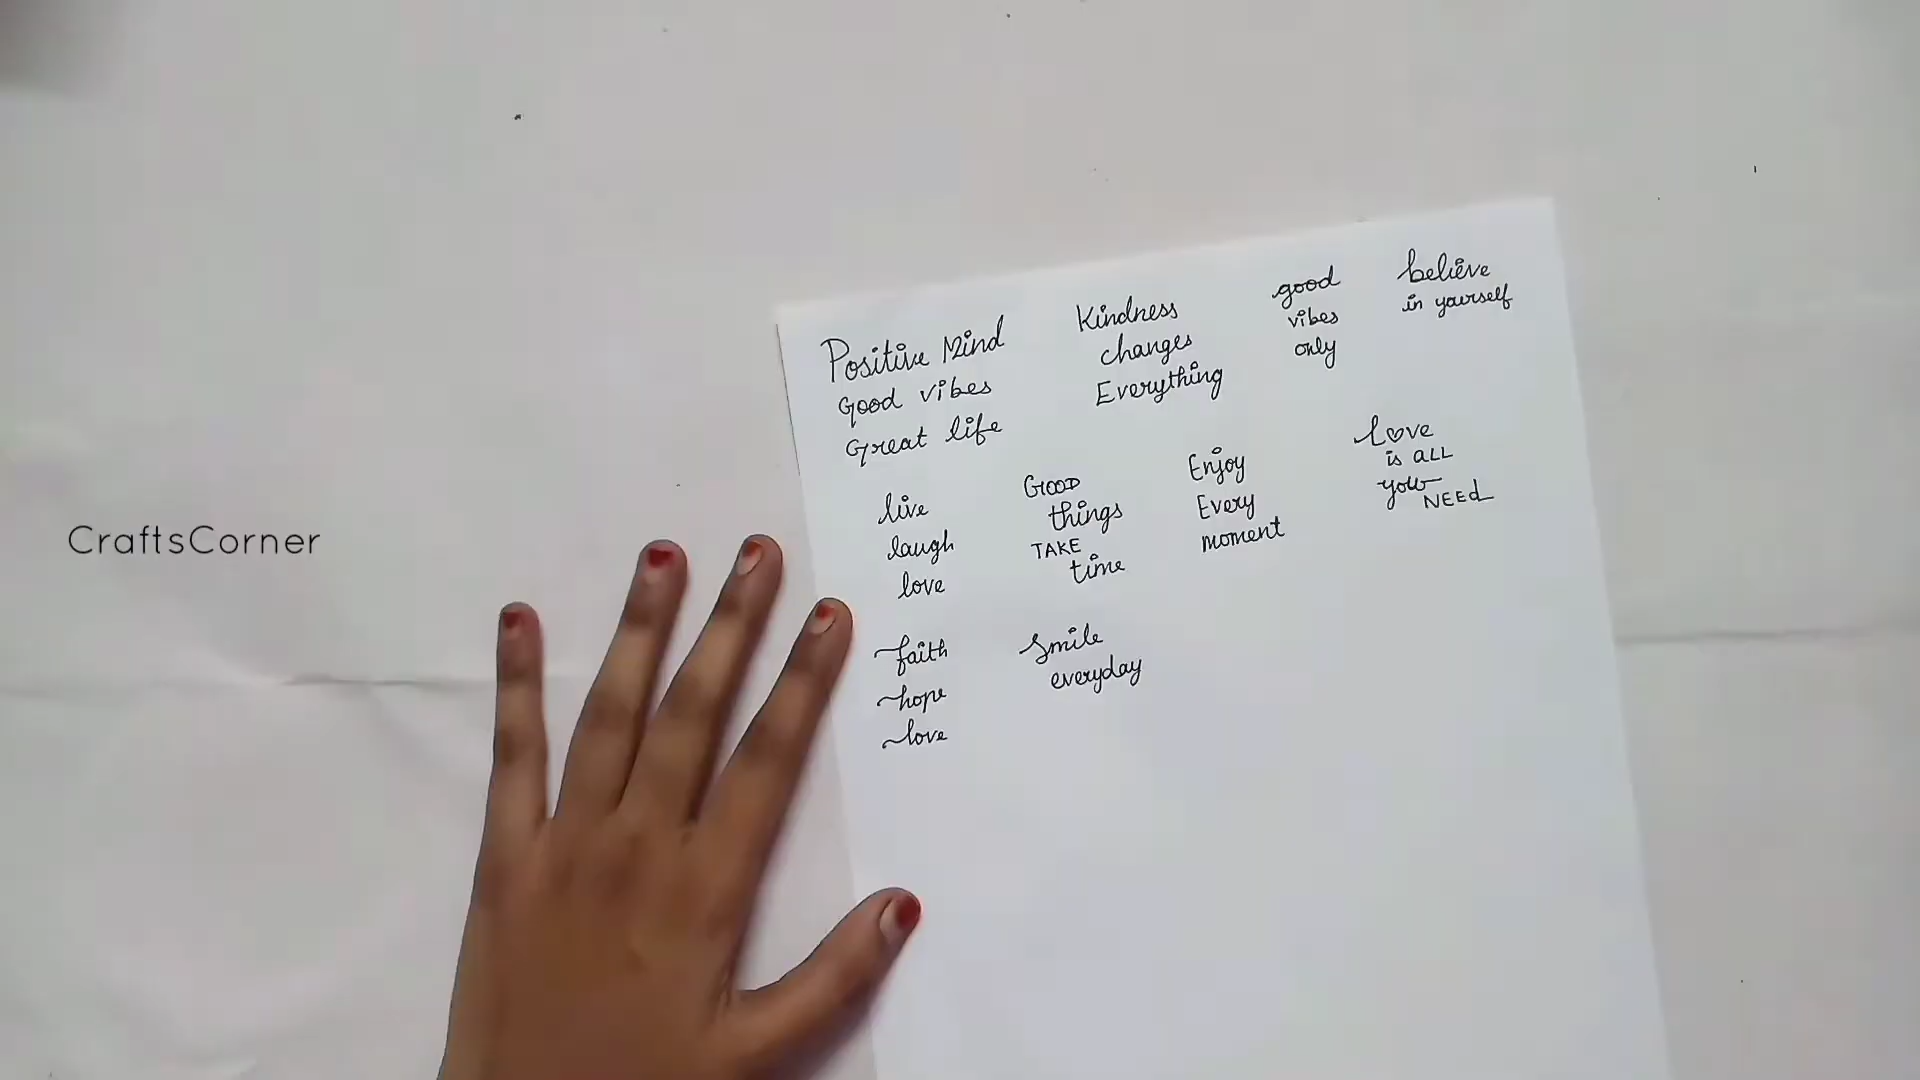 CraftsCorner
Positive Mind
Good vibes
Great life
Kindness
changes
Everything
good
vibes
only
believe
in yourself
live
laugh
love
GOOD
things
TAKE
time
Enjoy
Every
moment
love
is ALL
you
NEEd
faith
hope
love
Smile
everyday